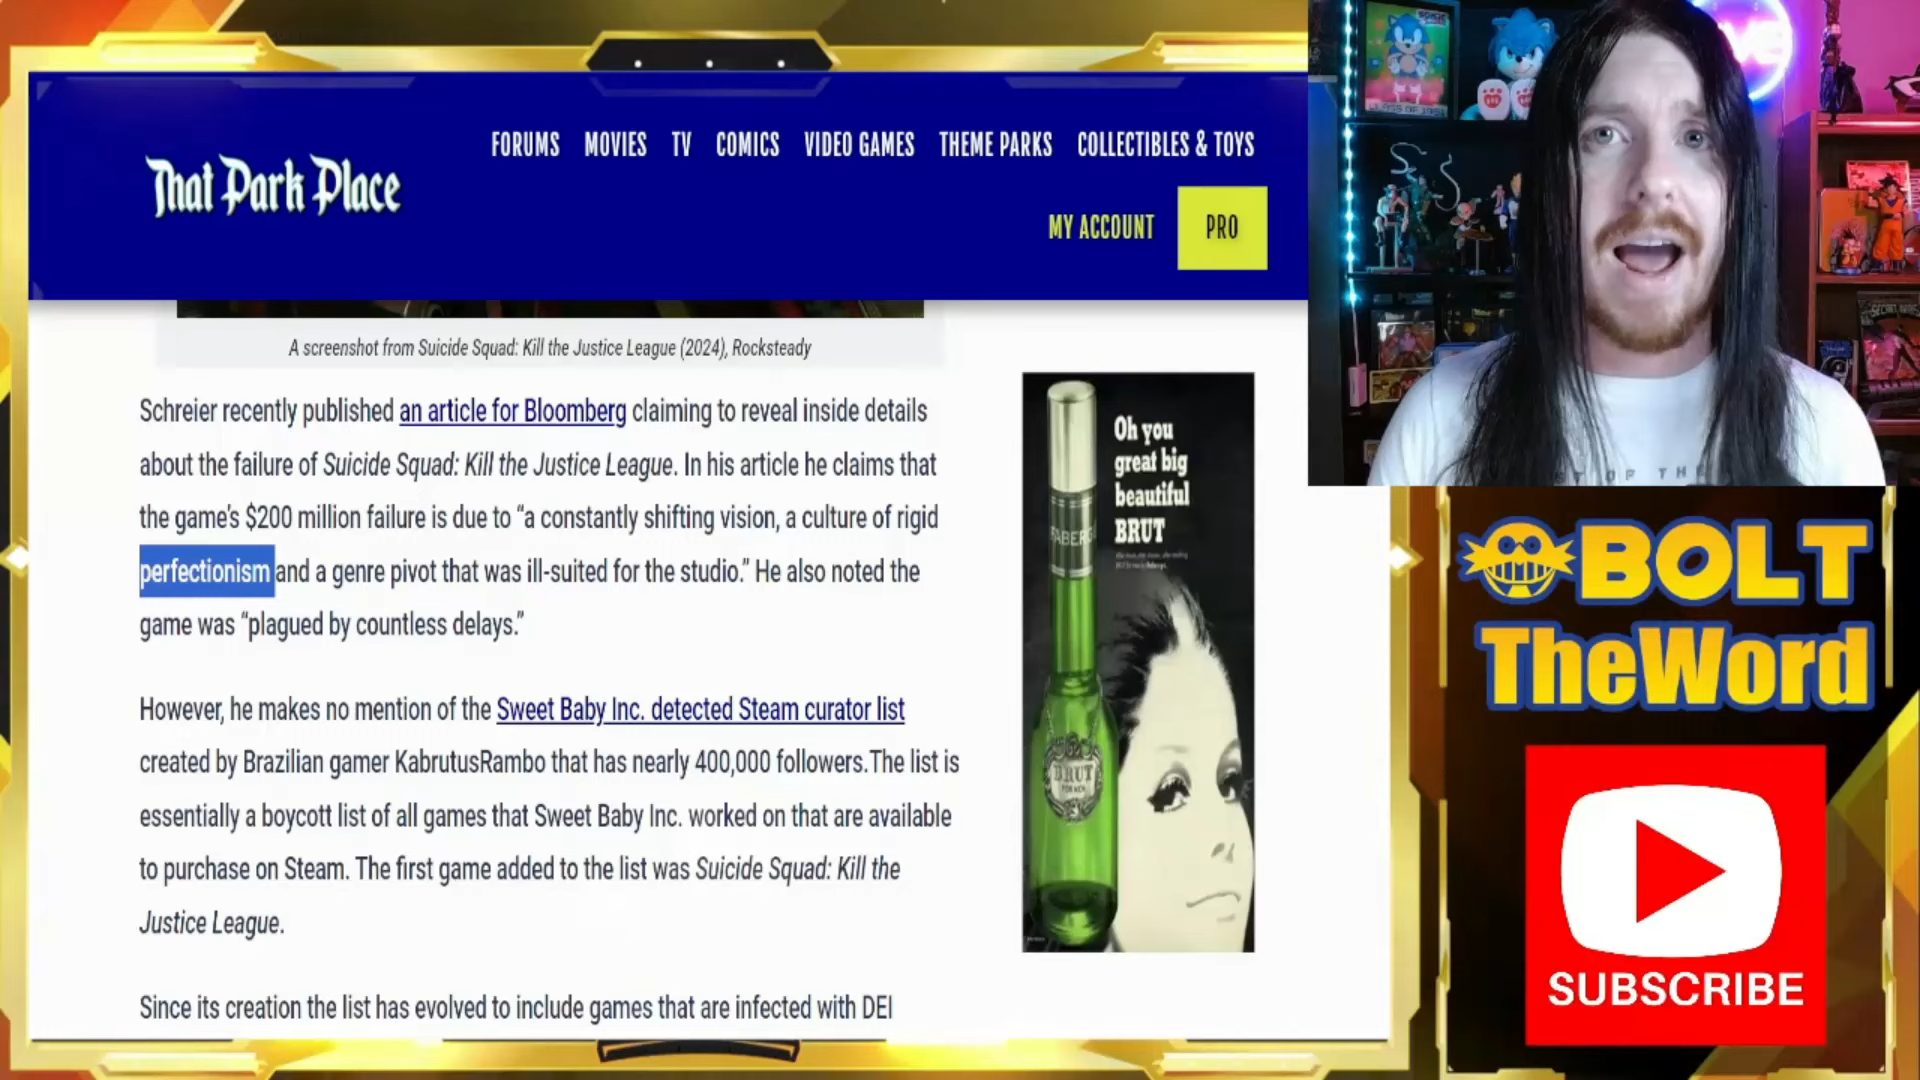 FORUMS MOVIES TV COMICS VIDEO GAMES THEME PARKS COLLECTIBLES & TOYS
That Park Place
MY ACCOUNT PRO
A screenshot from Suicide Squad: Kill the Justice League (2024), Rocksteady
Schreier recently published an article for Bloomberg claiming to reveal inside details
about the failure of Suicide Squad: Kill the Justice League. In his article he claims that
the game's $200 million failure is due to “a constantly shifting vision, a culture of rigid
perfectionism and a genre pivot that was ill-suited for the studio.” He also noted the
game was “plagued by countless delays.”
However, he makes no mention of the Sweet Baby Inc. detected Steam curator list
created by Brazilian gamer KabrutusRambo that has nearly 400,000 followers.The list is
essentially a boycott list of all games that Sweet Baby Inc. worked on that are available
to purchase on Steam. The first game added to the list was Suicide Squad: Kill the
Justice League.
Since its creation the list has evolved to include games that are infected with DEI
Oh you
great big
beautiful
BRUT
FABERG
BRUT
FOR MEN
BOLT
TheWord
SUBSCRIBE